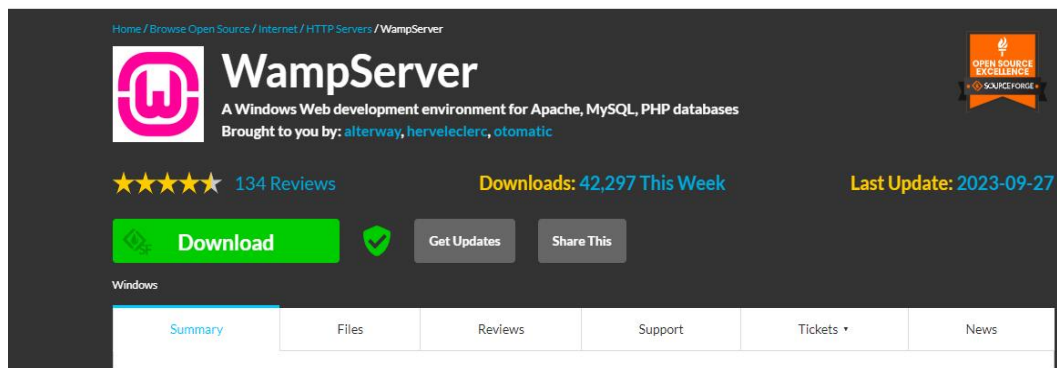 Home / Browse Open Source / Internet / HTTP Servers / WampServer
WampServer
A Windows Web development environment for Apache, MySQL, PHP databases
Brought to you by: alterway, herveleclerc, otomatic
OPEN SOURCE
EXCELLENCE
SOURCEFORGE
134 Reviews
Downloads: 42,297 This Week
Last Update: 2023-09-27
SF
Download
Get Updates
Share This
Windows
Summary
Files
Reviews
Support
Tickets
News